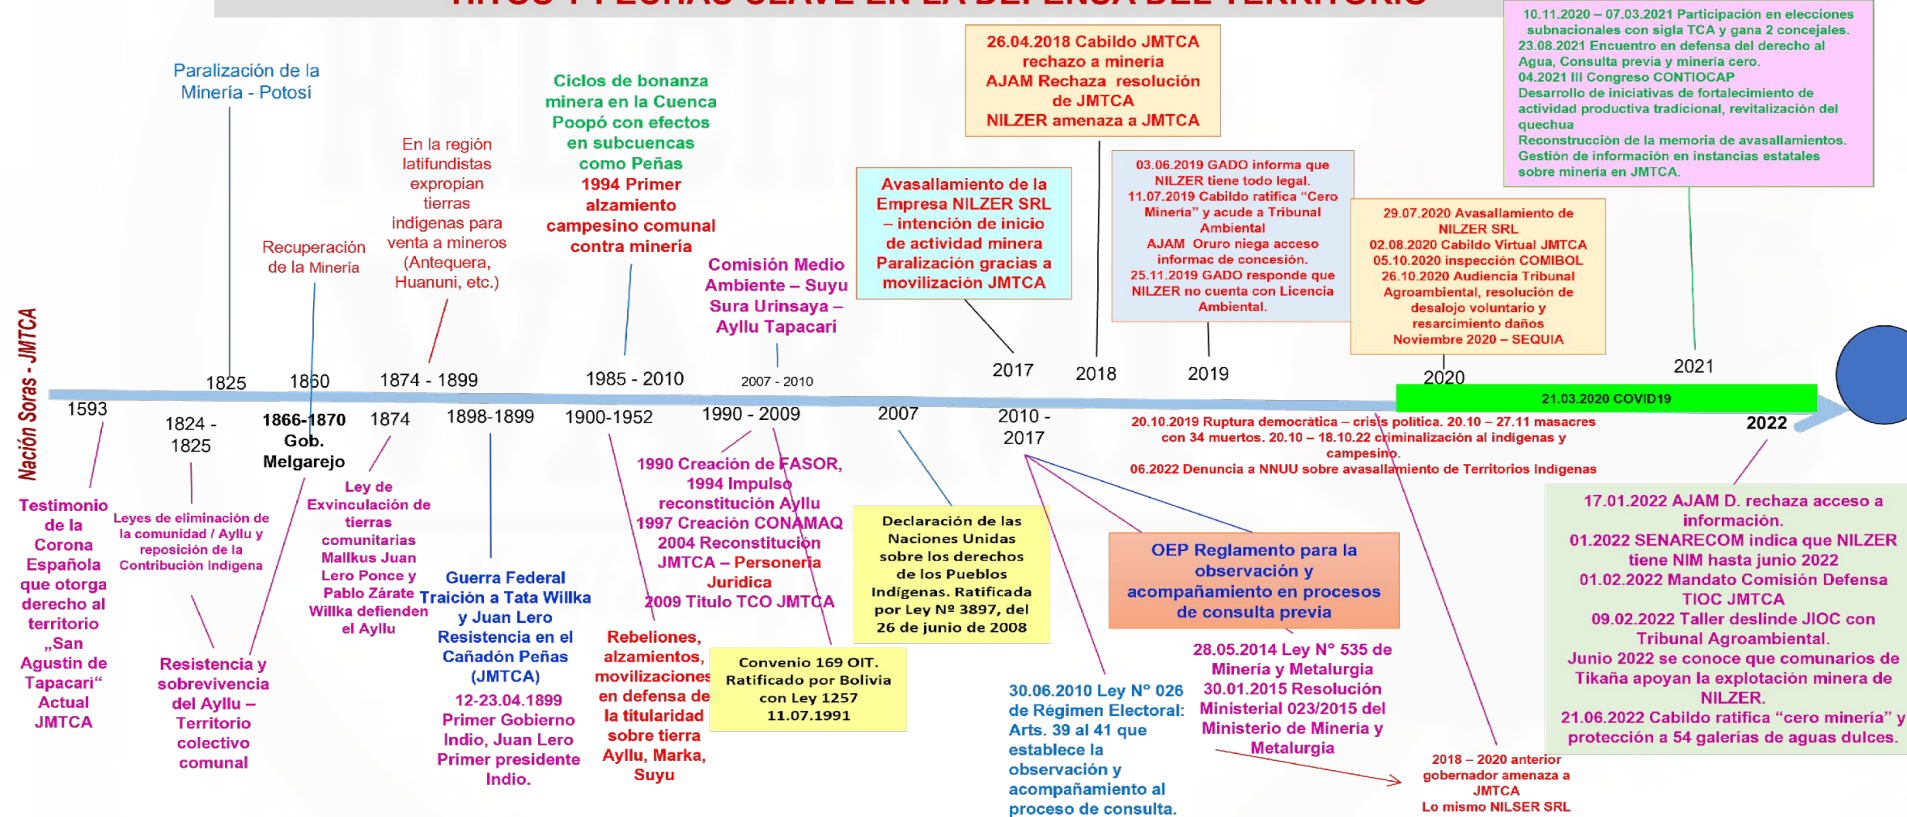 HITOS Y FECHAS CLAVE EN LA DEFENSA DEL TERRITORIO
10.11.2020 – 07.03.2021 Participación en elecciones
subnacionales con sigla TCA y gana 2 concejales.
23.08.2021 Encuentro en defensa del derecho al
Agua, Consulta previa y minería cero.
04.2021 III Congreso CONTIOCAP
Desarrollo de iniciativas de fortalecimiento de
actividad productiva tradicional, revitalización del
quechua
Reconstrucción de la memoria de avasallamientos.
Gestión de información en instancias estatales
sobre minería en JMTCA.
26.04.2018 Cabildo JMTCA
rechazo a minería
AJAM Rechaza resolución
de JMTCA
NILZER amenaza a JMTCA
Paralización de la
Minería - Potosí
Ciclos de bonanza
minera en la Cuenca
Poopó con efectos
en subcuencas
como Peñas
1994 Primer
alzamiento
campesino comunal
contra minería
En la región
latifundistas
expropian
tierras
indígenas para
venta a mineros
(Antequera,
Huanuni, etc.)
Recuperación
de la Minería
Avasallamiento de la
Empresa NILZER SRL
– intención de inicio
de actividad minera
Paralización gracias a
movilización JMTCA
03.06.2019 GADO informa que
NILZER tiene todo legal.
11.07.2019 Cabildo ratifica “Cero
Minería” y acude a Tribunal
Ambiental
AJAM Oruro niega acceso
informac de concesión.
25.11.2019 GADO responde que
NILZER no cuenta con Licencia
Ambiental.
29.07.2020 Avasallamiento de
NILZER SRL
02.08.2020 Cabildo Virtual JMTCA
05.10.2020 inspección COMIBOL
26.10.2020 Audiencia Tribunal
Agroambiental, resolución de
desalojo voluntario y
resarcimiento daños
Noviembre 2020 – SEQUIA
Comisión Medio
Ambiente – Suyu
Sura Urinsaya –
Ayllu Tapacarí
Nación Soras - JMTCA
1825
1860
1874 - 1899
1985 - 2010
2007 - 2010
2017
2018
2019
2020
2021
21.03.2020 COVID19
1593
1824 -
1825
1866-1870
Gob.
Melgarejo
1874
1898-1899
1900-1952
1990 - 2009
2007
2010 -
2017
2022
20.10.2019 Ruptura democrática – crisis política. 20.10 – 27.11 masacres
con 34 muertos. 20.10 – 18.10.22 criminalización al indígenas y
campesino.
06.2022 Denuncia a NNUU sobre avasallamiento de Territorios Indígenas
Testimonio
de la
Corona
Española
que otorga
derecho al
territorio
„San
Agustin de
Tapacarí“
Actual
JMTCA
Leyes de eliminación de
la comunidad / Ayllu y
reposición de la
Contribución Indígena
Resistencia y
sobrevivencia
del Ayllu –
Territorio
colectivo
comunal
Ley de
Exvinculación de
tierras
comunitarias
Mallkus Juan
Lero Ponce y
Pablo Zárate
Willka defienden
el Ayllu
Guerra Federal
Traición a Tata Willka
y Juan Lero
Resistencia en el
Cañadón Peñas
(JMTCA)
12-23.04.1899
Primer Gobierno
Indio, Juan Lero
Primer presidente
Indio.
Rebeliones,
alzamientos,
movilizaciones
en defensa de
la titularidad
sobre tierra
Ayllu, Marka,
Suyu
1990 Creación de FASOR,
1994 Impulso
reconstitución Ayllu
1997 Creación CONAMAQ
2004 Reconstitución
JMTCA – Personería
Jurídica
2009 Titulo TCO JMTCA
Convenio 169 OIT.
Ratificado por Bolivia
con Ley 1257
11.07.1991
Declaración de las
Naciones Unidas
sobre los derechos
de los Pueblos
Indígenas. Ratificada
por Ley Nº 3897, del
26 de junio de 2008
OEP Reglamento para la
observación y
acompañamiento en procesos
de consulta previa
30.06.2010 Ley Nº 026
de Régimen Electoral:
Arts. 39 al 41 que
establece la
observación y
acompañamiento al
proceso de consulta.
28.05.2014 Ley N° 535 de
Minería y Metalurgia
30.01.2015 Resolución
Ministerial 023/2015 del
Ministerio de Minería y
Metalurgia
2018 – 2020 anterior
gobernador amenaza a
JMTCA
Lo mismo NILSER SRL
17.01.2022 AJAM D. rechaza acceso a
información.
01.2022 SENARECOM indica que NILZER
tiene NIM hasta junio 2022
01.02.2022 Mandato Comisión Defensa
TIOC JMTCA
09.02.2022 Taller deslinde JIOC con
Tribunal Agroambiental.
Junio 2022 se conoce que comunarios de
Tikaña apoyan la explotación minera de
NILZER.
21.06.2022 Cabildo ratifica “cero minería” y
protección a 54 galerías de aguas dulces.